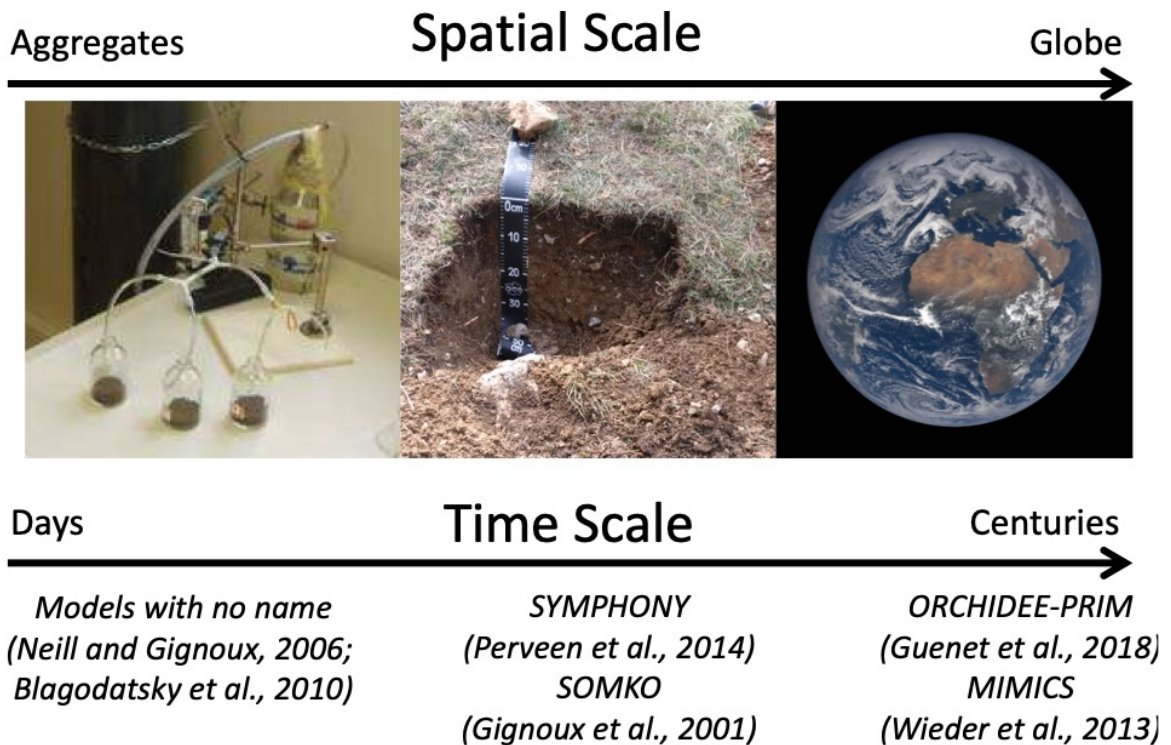 Aggregates
Spatial Scale
Globe
0cm
10
20
30
Days
Time Scale
Centuries
Models with no name
(Neill and Gignoux, 2006;
Blagodatsky et al., 2010)
SYMPHONY
(Perveen et al., 2014)
SOMKO
(Gignoux et al., 2001)
ORCHIDEE-PRIM
(Guenet et al., 2018)
MIMICS
(Wieder et al., 2013)